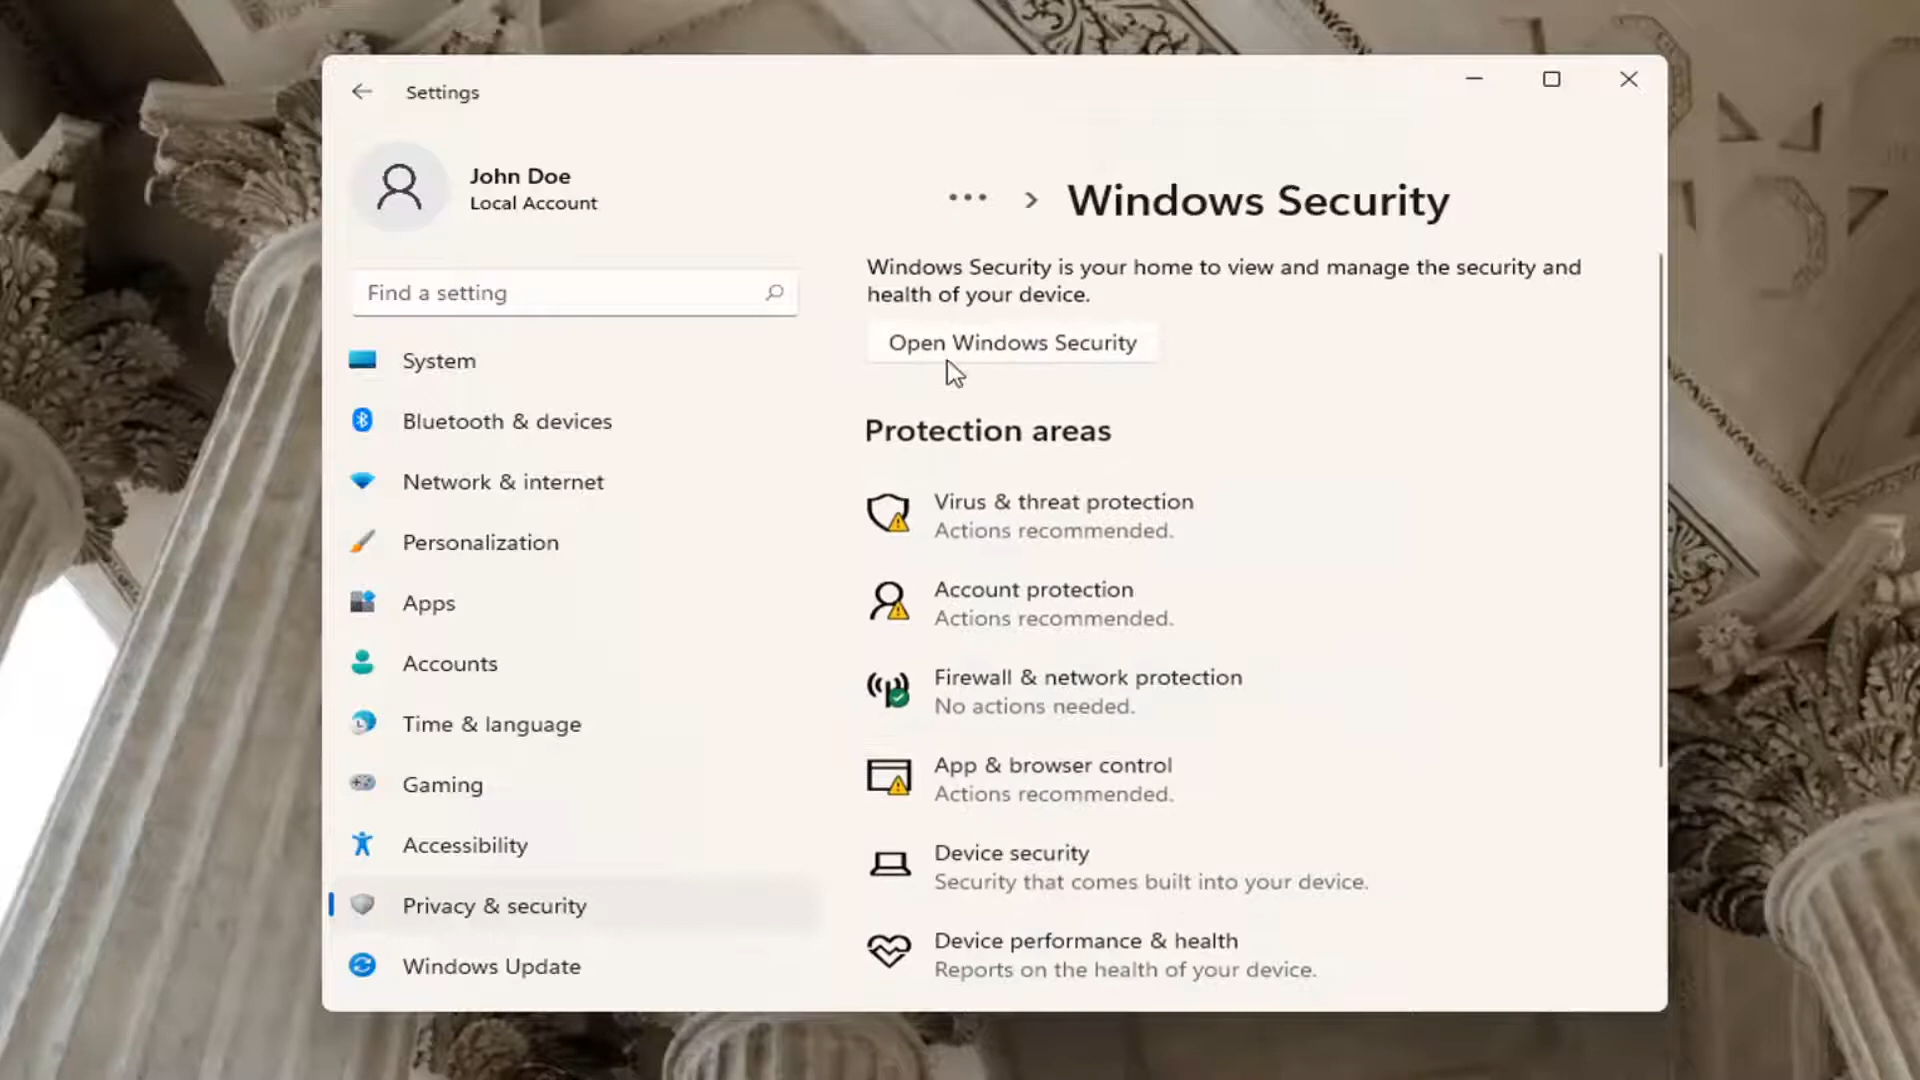 Settings
John Doe
Local Account
Find a setting
System
Bluetooth & devices
Network & internet
Personalization
Apps
Accounts
Time & language
Gaming
Accessibility
Privacy & security
Windows Update
... > Windows Security
Windows Security is your home to view and manage the security and
health of your device.
Open Windows Security
Protection areas
Virus & threat protection
Actions recommended.
Account protection
Actions recommended.
Firewall & network protection
No actions needed.
App & browser control
Actions recommended.
Device security
Security that comes built into your device.
Device performance & health
Reports on the health of your device.